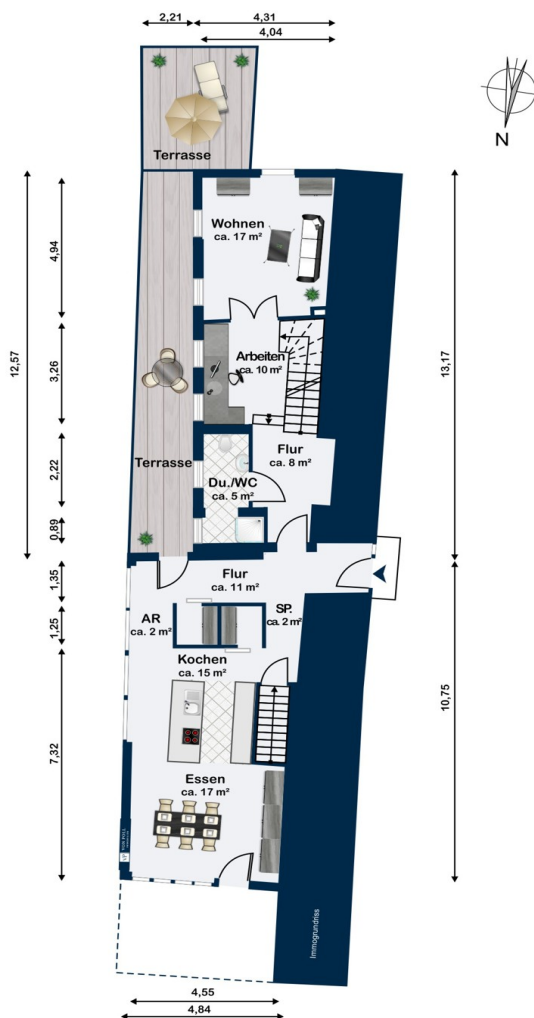 2,21
4,31
4,04
N
Terrasse
Wohnen
ca. 17 m²
4,94
12,57
3,26
Arbeiten
ca. 10 m²
13,17
Flur
ca. 8 m²
Terrasse
2,22
Du./WC
ca. 5 m²
0,89
Flur
ca. 11 m²
1,35
AR
ca. 2 m²
SP.
ca. 2 m²
1,25
Kochen
ca. 15 m²
10,75
7,32
Essen
ca. 17 m²
Immogrundriss
4,55
4,84